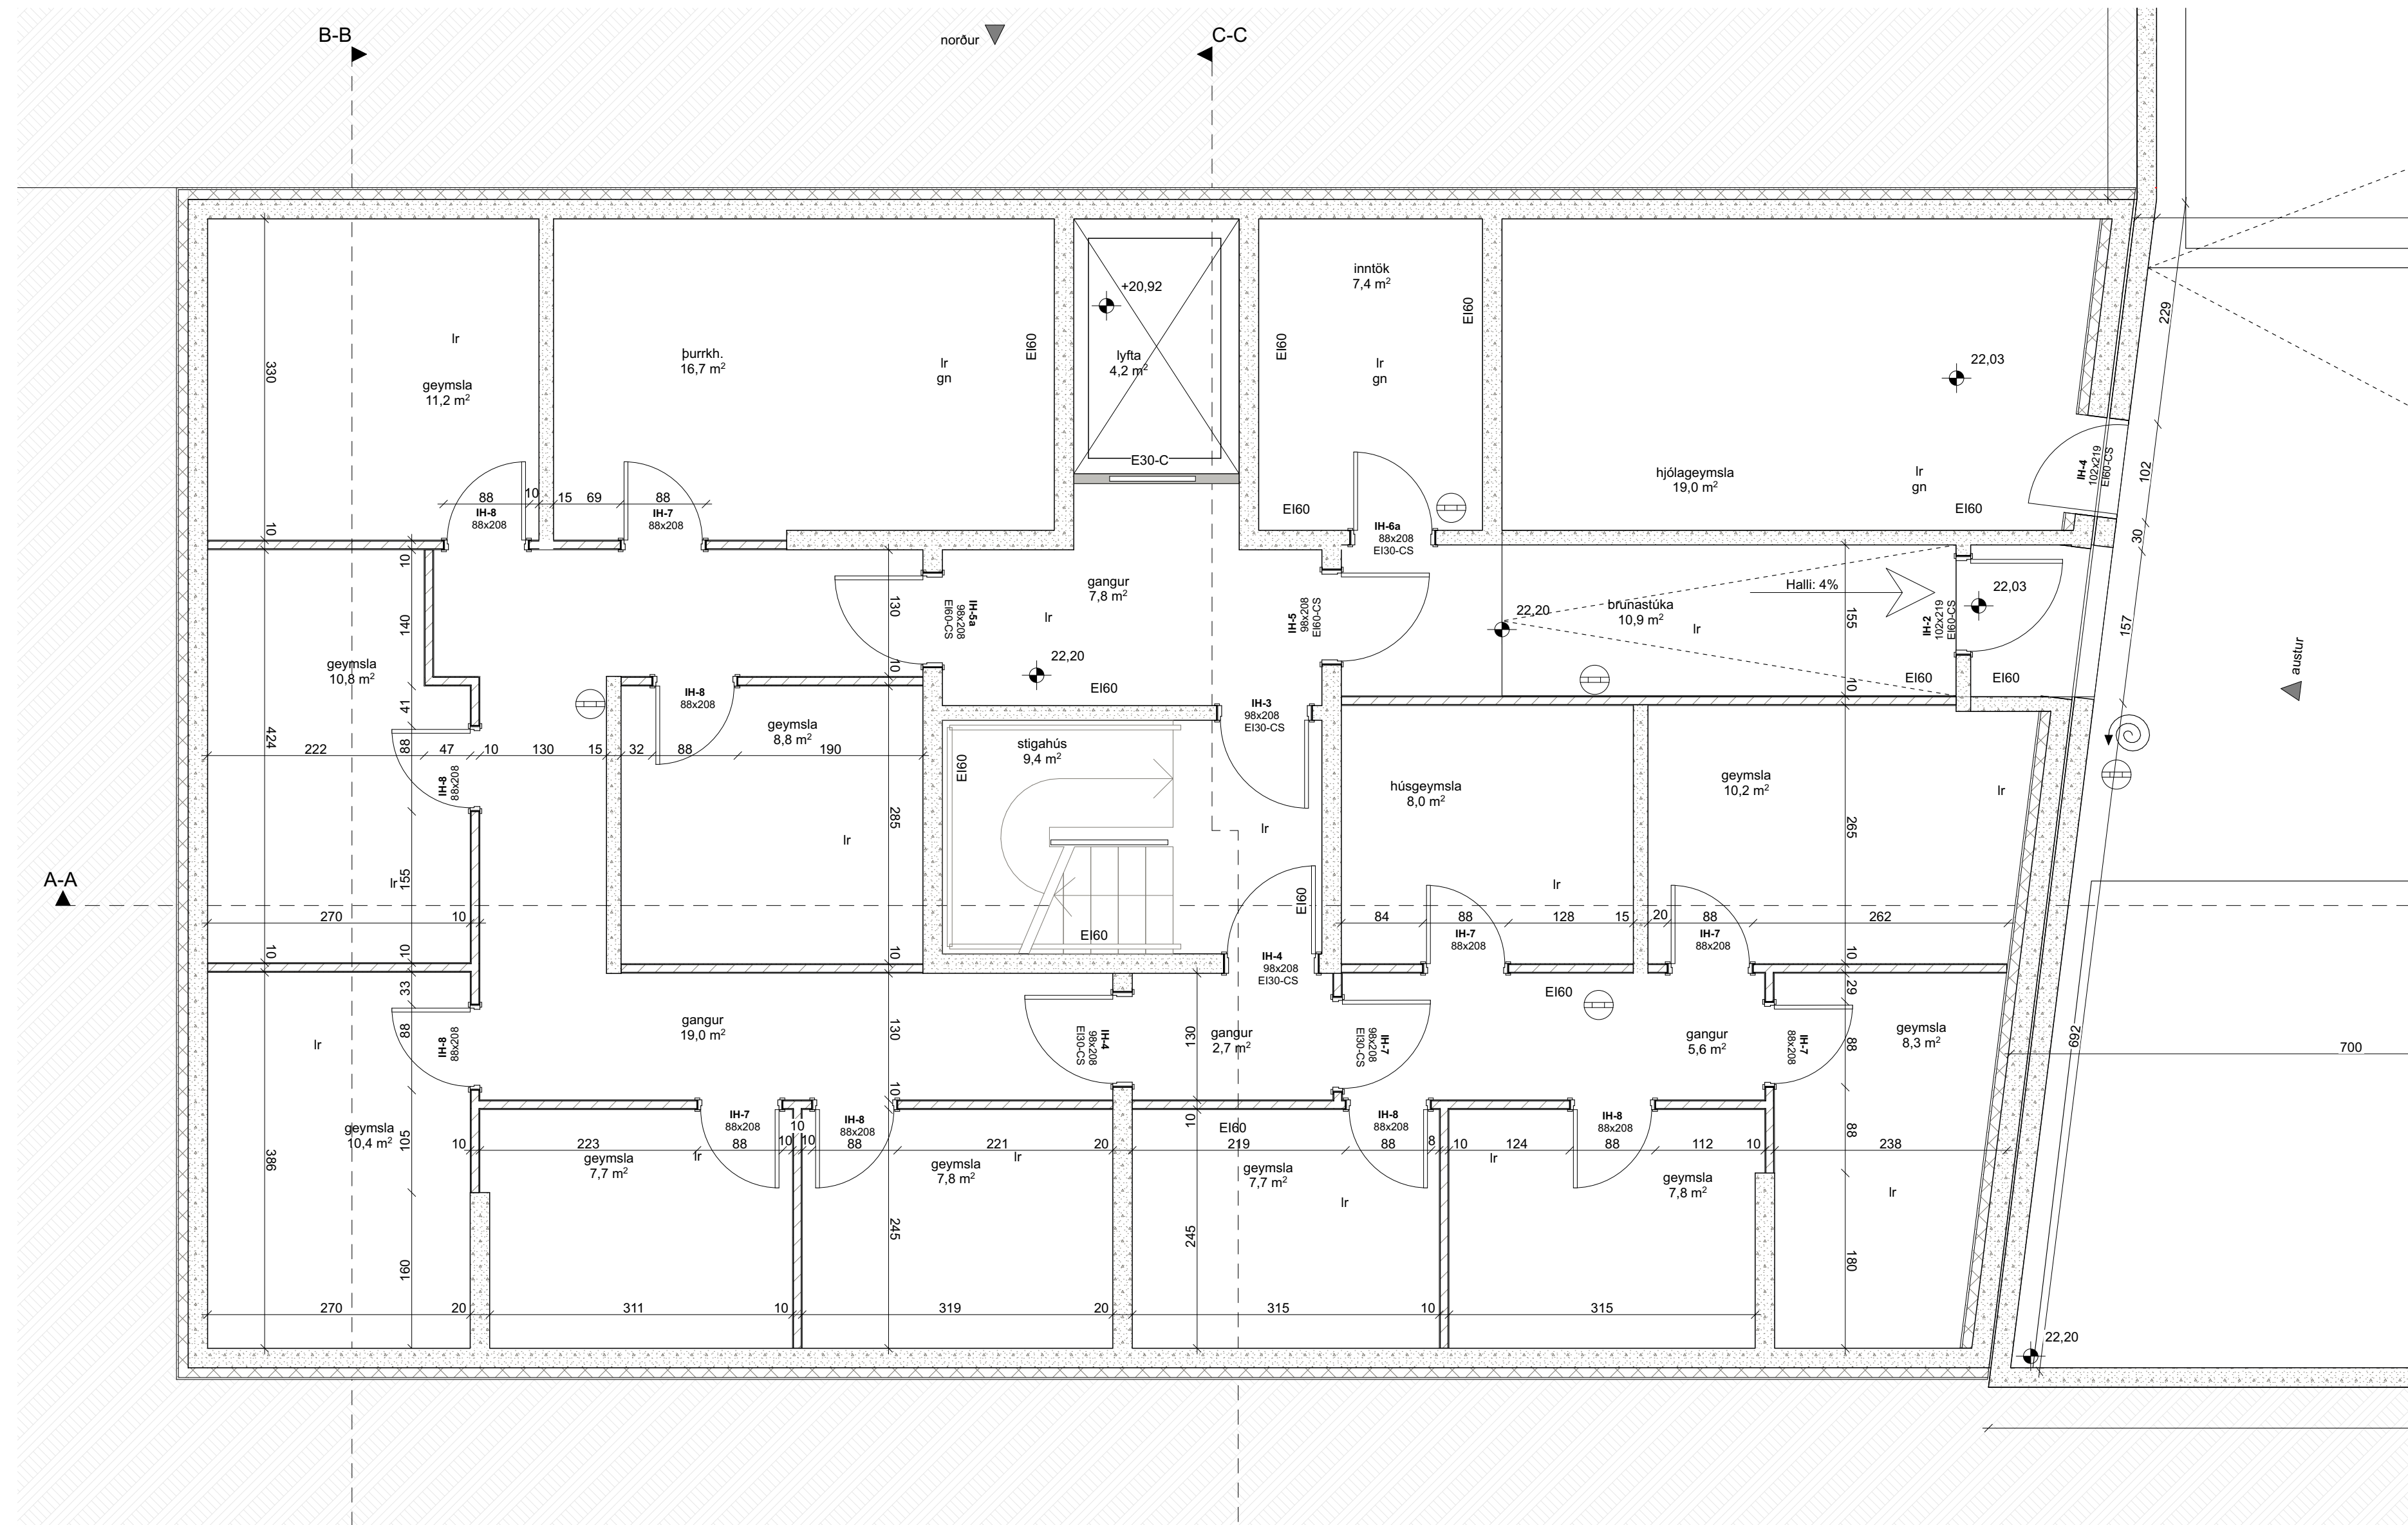 B-B
norður
C-C
+20,92
lyfta
4,2 m²
E30-C
inntök
7,4 m²
EI60
EI60
EI60
lr
gn
EI60
22,03
229
330
lr
geymsla
11,2 m²
þurrkh.
16,7 m²
lr
gn
hjólageymsla
19,0 m²
lr
gn
EI60
IH-4
102x219
EI60-CS
102
88
10
15
69
88
IH-8
88x208
IH-7
88x208
EI60
IH-6a
88x208
EI30-CS
30
10
10
140
130
IH-5a
98x208
EI60-CS
gangur
7,8 m²
lr
IH-5
98x208
EI60-CS
22,20
brunastúka
10,9 m²
lr
Halli: 4%
155
IH-2
102x219
EI60-CS
22,03
157
austur
geymsla
10,8 m²
10
22,20
EI60
10
EI60
EI60
41
IH-8
88x208
geymsla
8,8 m²
IH-3
98x208
EI30-CS
424
222
88
47
10
130
15
32
88
190
IH-8
88x208
EI60
stigahús
9,4 m²
húsgeymsla
8,0 m²
geymsla
10,2 m²
lr
285
lr
lr
265
A-A
lr
155
EI60
lr
270
10
EI60
84
88
128
15
20
88
262
IH-7
88x208
IH-7
88x208
10
10
10
IH-4
98x208
EI30-CS
10
33
EI60
29
lr
88
IH-8
88x208
gangur
19,0 m²
130
IH-4
98x208
EI30-CS
130
gangur
2,7 m²
IH-7
98x208
EI30-CS
gangur
5,6 m²
IH-7
88x208
88
geymsla
8,3 m²
692
700
10
10
IH-7
88x208
10
IH-8
88x208
EI60
IH-8
88x208
IH-8
88x208
88
geymsla
10,4 m²
105
386
10
223
88
10
10
88
221
20
219
88
8
10
124
88
112
10
238
geymsla
7,7 m²
lr
geymsla
7,8 m²
lr
geymsla
7,7 m²
lr
lr
geymsla
7,8 m²
lr
160
245
245
180
270
20
311
10
319
20
315
10
315
22,20